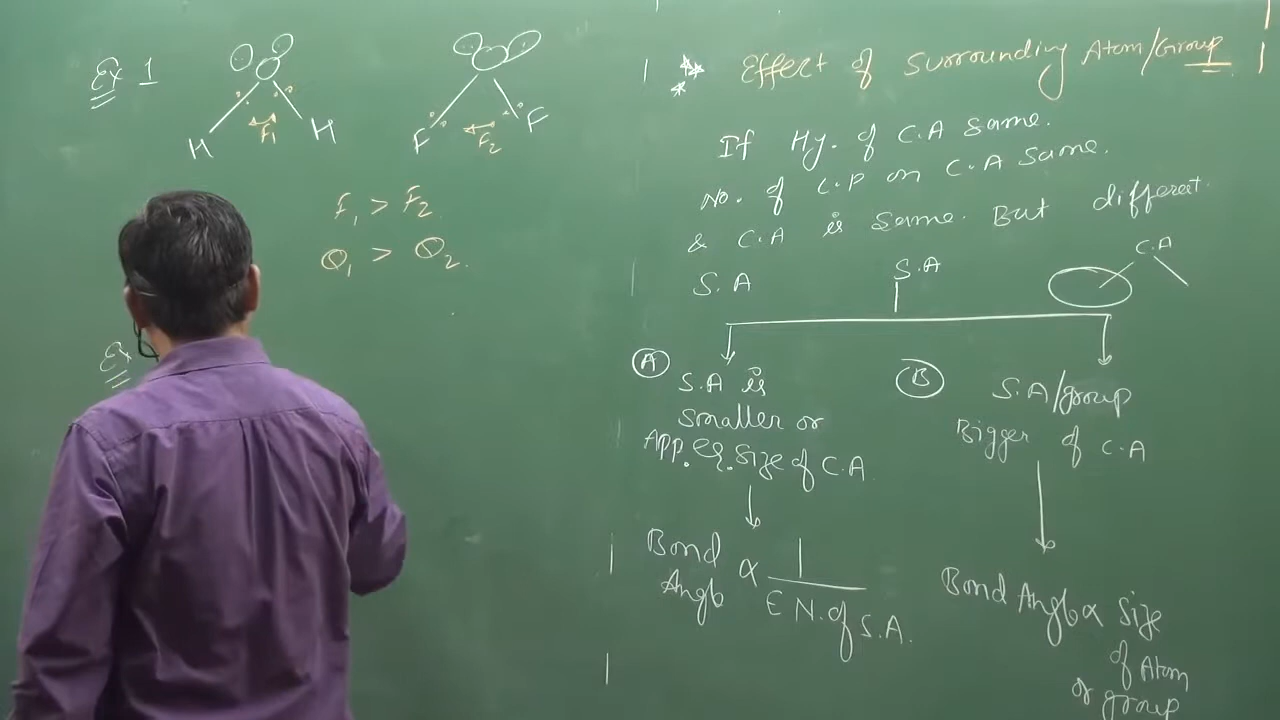 Ex 1
H
H
F1
F
F
F2
F1 > F2
θ1 > θ2
Ex
Effect of Surrounding Atom/Group
If Hy. of C.A same.
No. of L.P on C.A same.
& C.A is same. But different
S.A
S.A
C.A
A
S.A is
smaller or
App. eq. size of C.A
Bond Angle ∝ 1 / E N. of S.A.
B
S.A/group
Bigger of C.A
Bond Angle ∝ Size
of Atom
or group